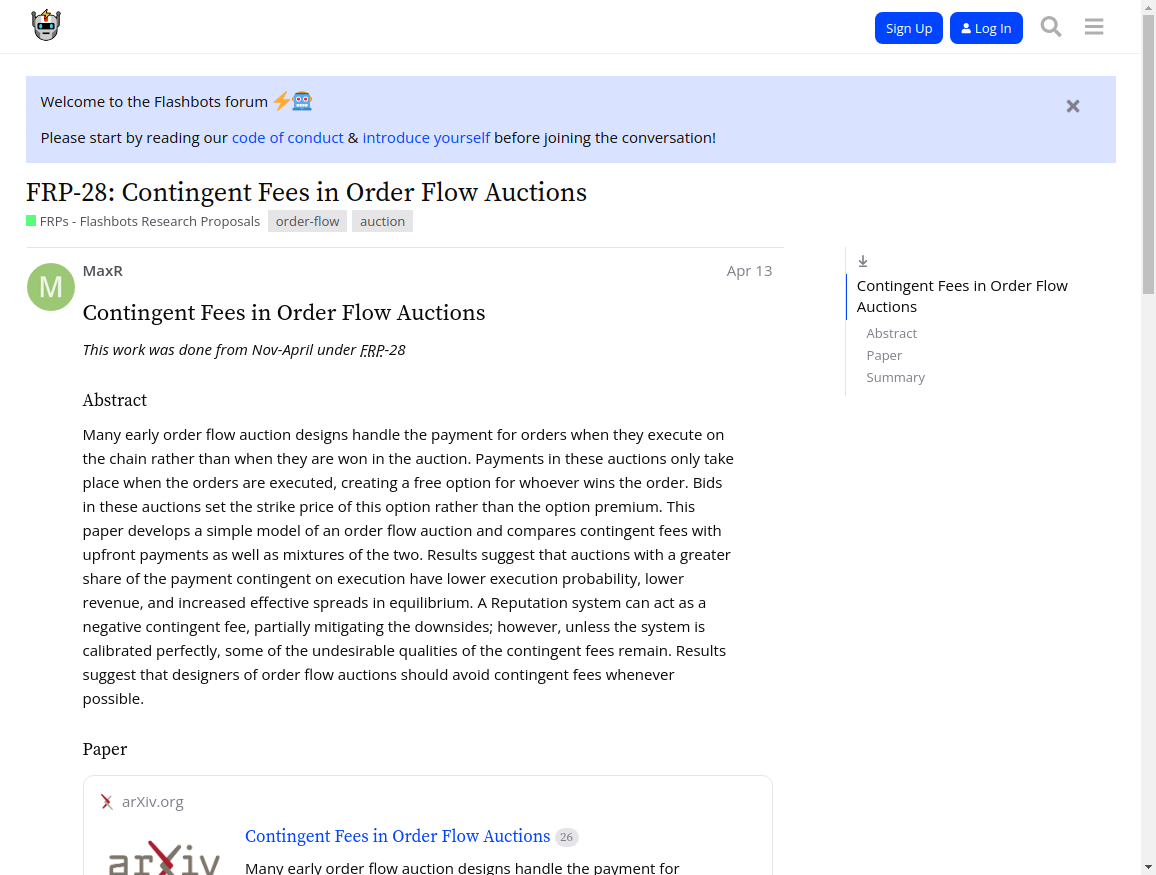 Sign Up
Log In
Welcome to the Flashbots forum
Please start by reading our code of conduct & introduce yourself before joining the conversation!
FRP-28: Contingent Fees in Order Flow Auctions
FRPs - Flashbots Research Proposals order-flow auction
M
MaxR
Apr 13
Contingent Fees in Order Flow Auctions
This work was done from Nov-April under FRP-28
Abstract
Many early order flow auction designs handle the payment for orders when they execute on
the chain rather than when they are won in the auction. Payments in these auctions only take
place when the orders are executed, creating a free option for whoever wins the order. Bids
in these auctions set the strike price of this option rather than the option premium. This
paper develops a simple model of an order flow auction and compares contingent fees with
upfront payments as well as mixtures of the two. Results suggest that auctions with a greater
share of the payment contingent on execution have lower execution probability, lower
revenue, and increased effective spreads in equilibrium. A Reputation system can act as a
negative contingent fee, partially mitigating the downsides; however, unless the system is
calibrated perfectly, some of the undesirable qualities of the contingent fees remain. Results
suggest that designers of order flow auctions should avoid contingent fees whenever
possible.
Paper
arXiv.org
arXiv
Contingent Fees in Order Flow Auctions 26
Many early order flow auction designs handle the payment for
Contingent Fees in Order Flow
Auctions
Abstract
Paper
Summary